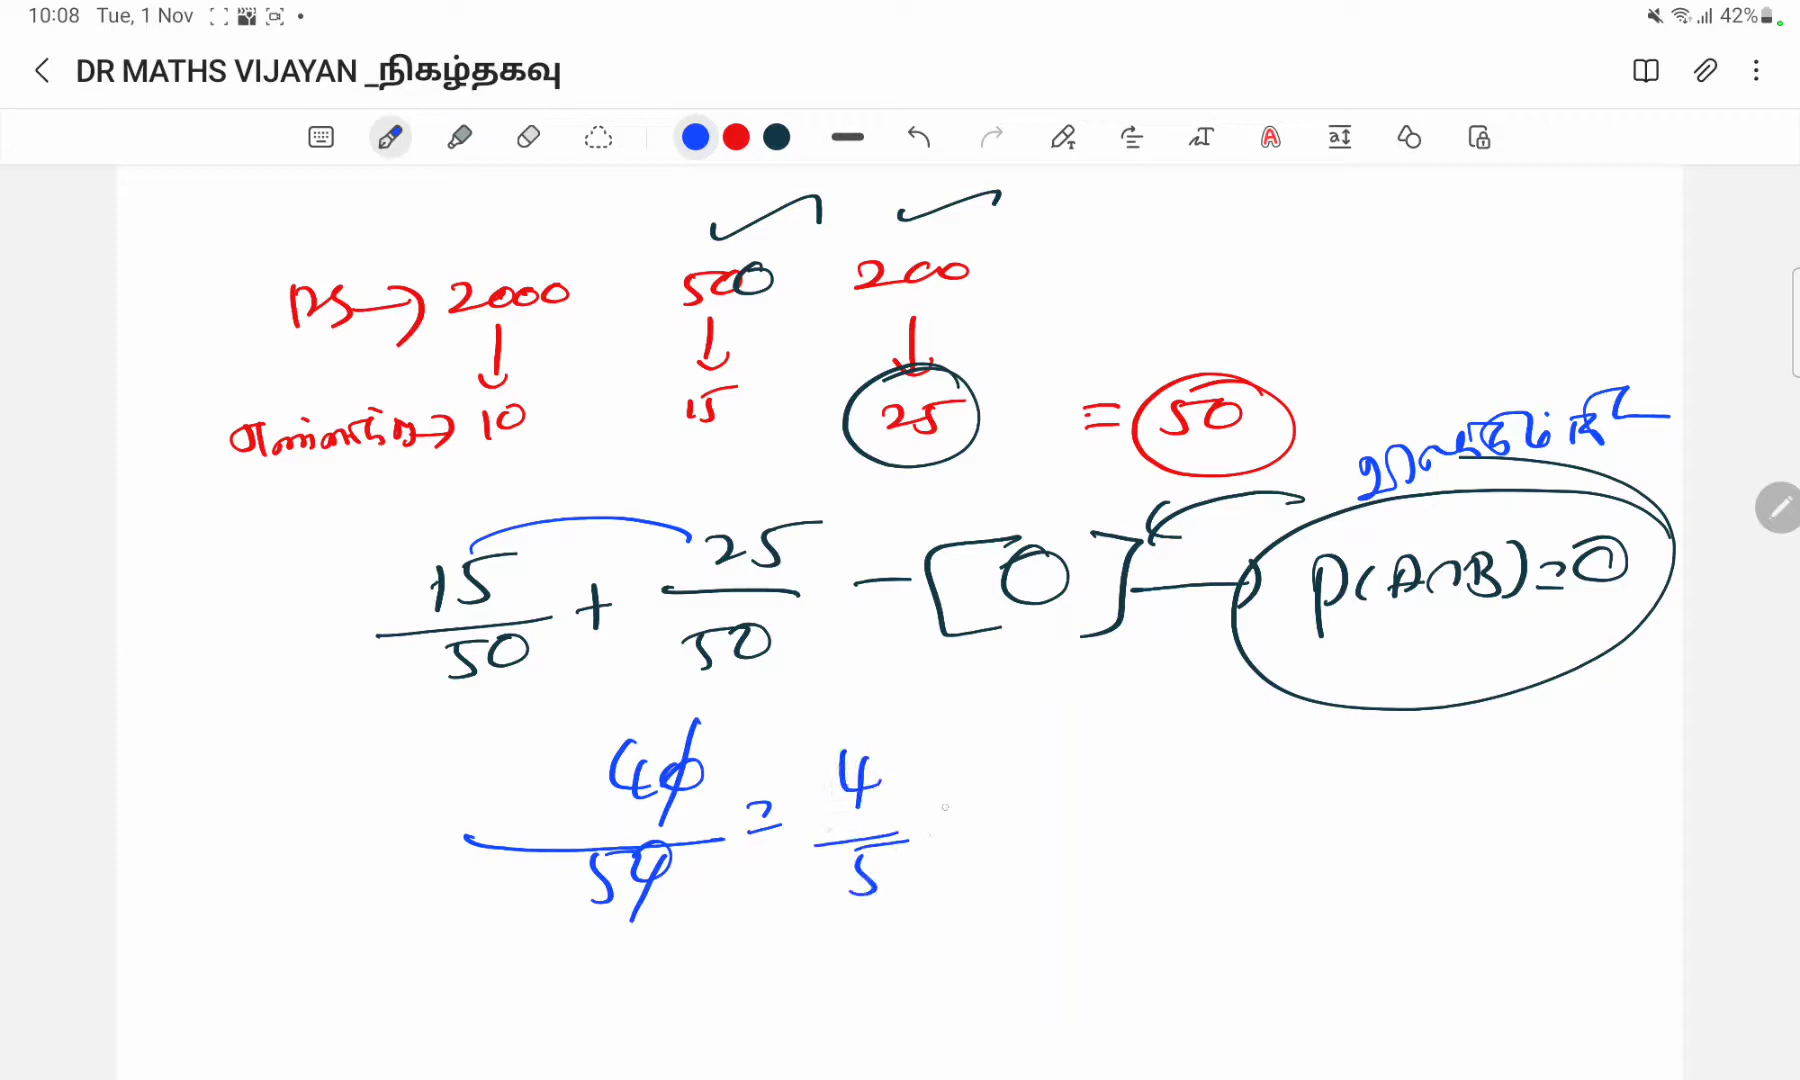 10:08 Tue, 1 Nov 42%
DR MATHS VIJAYAN _நிகழ்தகவு
RS → 2000 500 200
எண்ணிக்கை → 10 15 25 = 50
15/50 + 25/50 - [0] → P(A∩B)=0
40/50 = 4/5